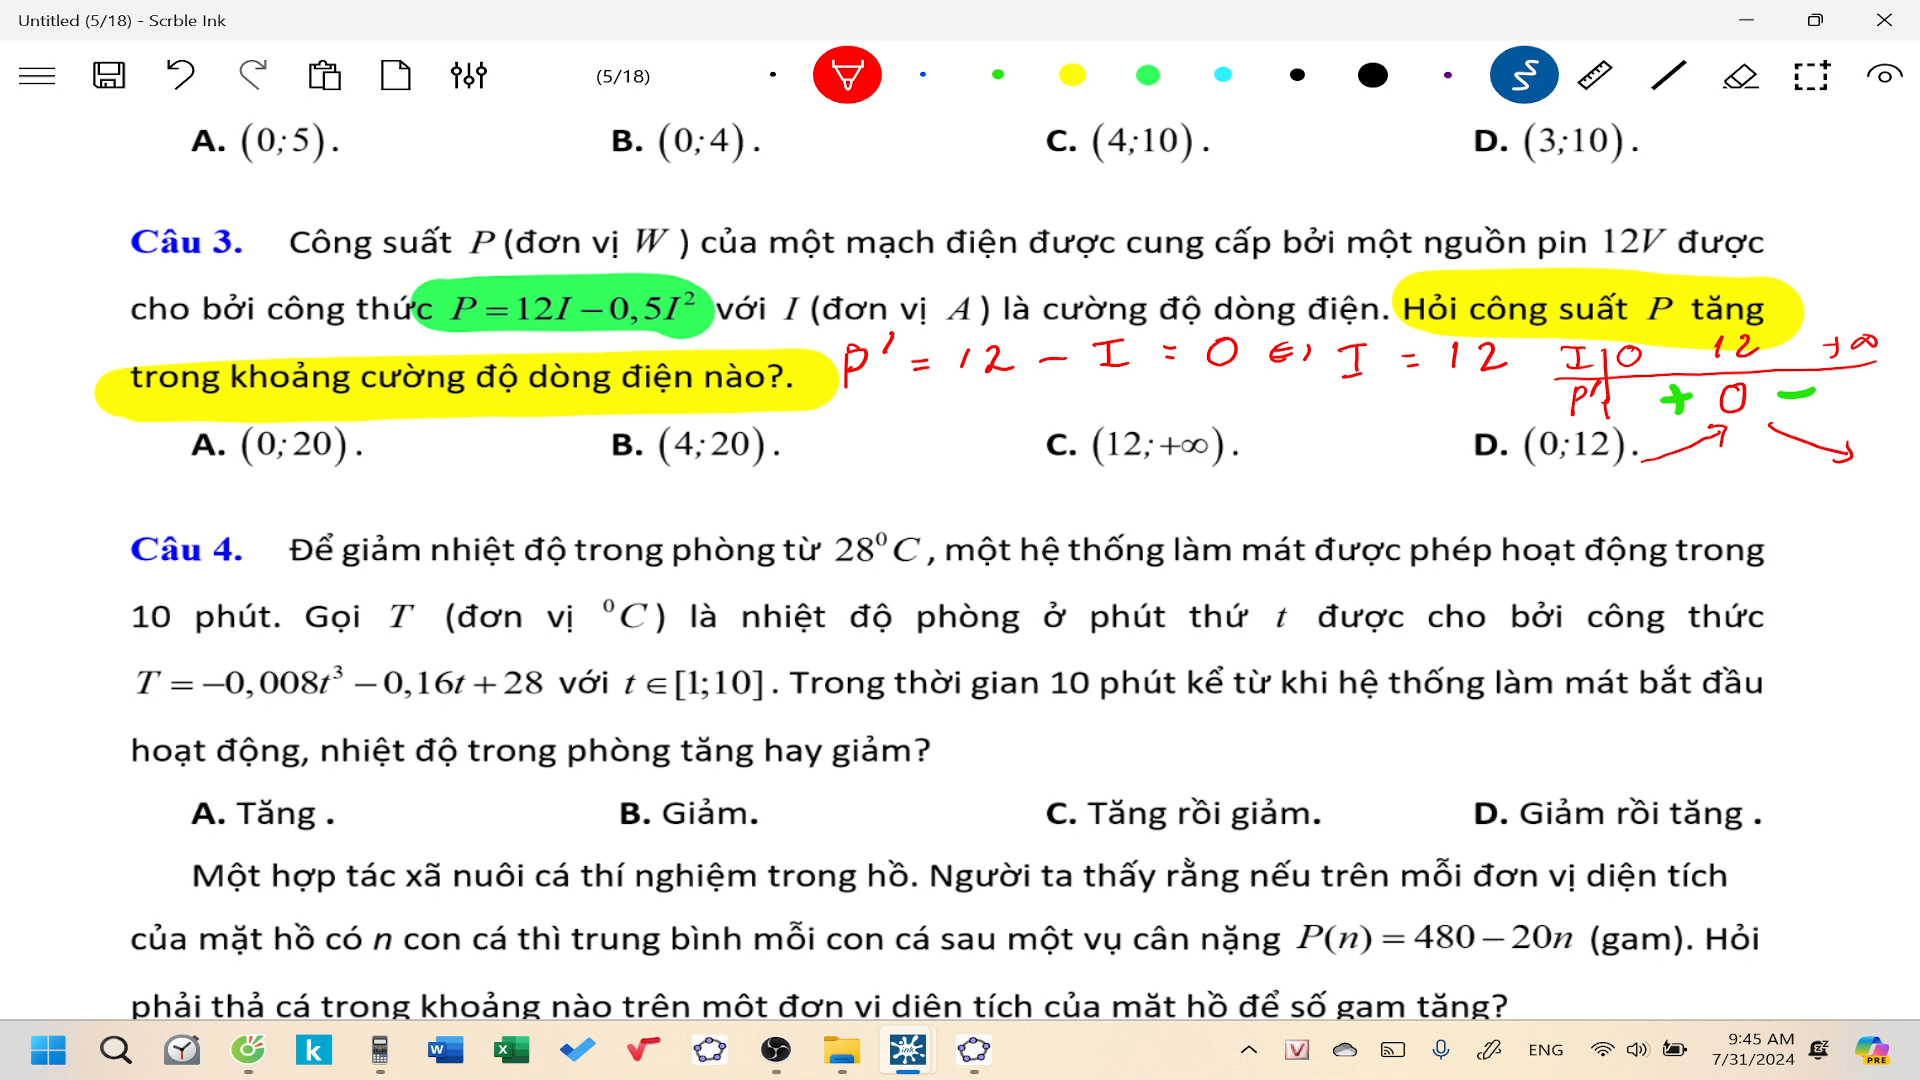 Untitled (5/18) - Scrble Ink
(5/18)
A. (0;5). B. (0;4). C. (4;10). D. (3;10).
Câu 3. Công suất P (đơn vị W) của một mạch điện được cung cấp bởi một nguồn pin 12V được
cho bởi công thức P = 12I − 0,5I² với I (đơn vị A) là cường độ dòng điện. Hỏi công suất P tăng
trong khoảng cường độ dòng điện nào?.
P' = 12 − I = 0 ⇔ I = 12
I 0 12 +∞
P' + 0 −
A. (0;20). B. (4;20). C. (12;+∞). D. (0;12).
Câu 4. Để giảm nhiệt độ trong phòng từ 28⁰C, một hệ thống làm mát được phép hoạt động trong
10 phút. Gọi T (đơn vị ⁰C) là nhiệt độ phòng ở phút thứ t được cho bởi công thức
T = −0,008t³ − 0,16t + 28 với t ∈ [1;10]. Trong thời gian 10 phút kể từ khi hệ thống làm mát bắt đầu
hoạt động, nhiệt độ trong phòng tăng hay giảm?
A. Tăng . B. Giảm. C. Tăng rồi giảm. D. Giảm rồi tăng .
Một hợp tác xã nuôi cá thí nghiệm trong hồ. Người ta thấy rằng nếu trên mỗi đơn vị diện tích
của mặt hồ có n con cá thì trung bình mỗi con cá sau một vụ cân nặng P(n) = 480 − 20n (gam). Hỏi
phải thả cá trong khoảng nào trên một đơn vị diện tích của mặt hồ để số gam tăng?
ENG
9:45 AM
7/31/2024